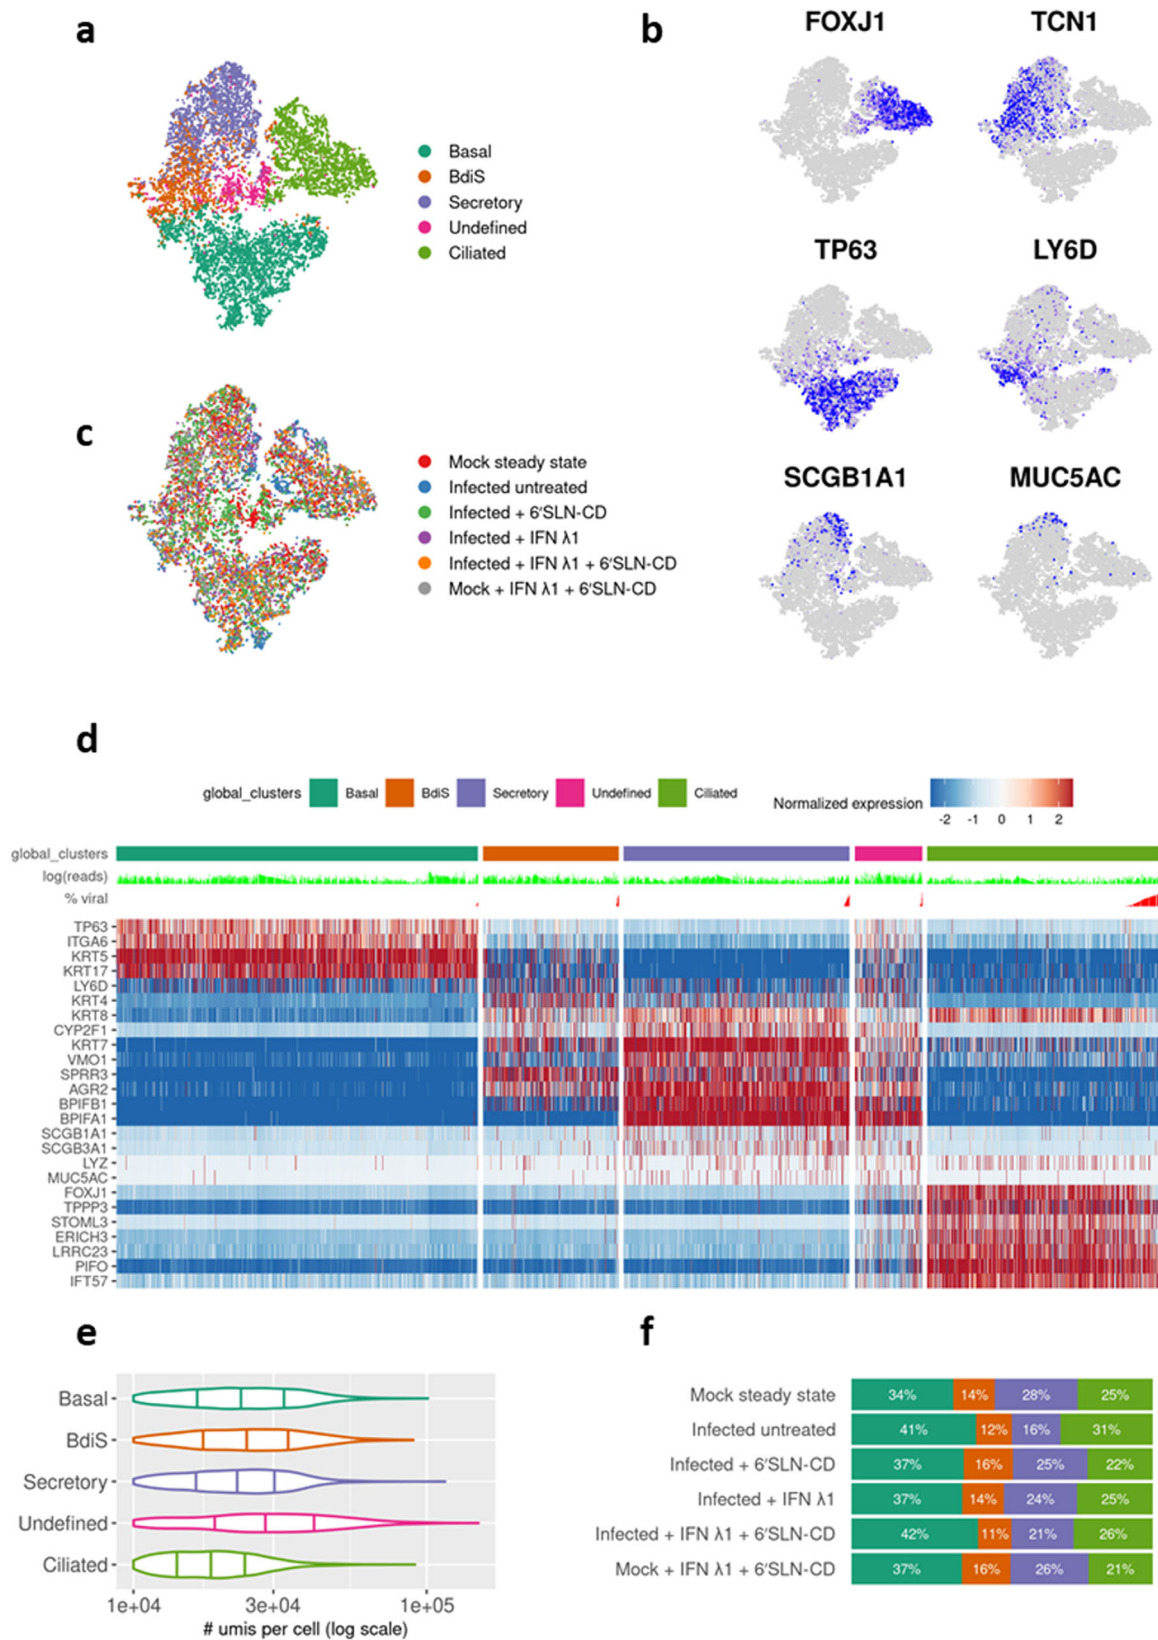 a
Basal
BdiS
Secretory
Undefined
Ciliated
b
FOXJ1
TCN1
TP63
LY6D
SCGB1A1
MUC5AC
c
Mock steady state
Infected untreated
Infected + 6'SLN-CD
Infected + IFN λ1
Infected + IFN λ1 + 6'SLN-CD
Mock + IFN λ1 + 6'SLN-CD
d
global_clusters Basal BdiS Secretory Undefined Ciliated
Normalized expression
-2 -1 0 1 2
global_clusters
log(reads)
% viral
TP63
ITGA6
KRT5
KRT17
LY6D
KRT4
KRT8
CYP2F1
KRT7
VMO1
SPRR3
AGR2
BPIFB1
BPIFA1
SCGB1A1
SCGB3A1
LYZ
MUC5AC
FOXJ1
TPPP3
STOML3
ERICH3
LRRC23
PIFO
IFT57
e
Basal
BdiS
Secretory
Undefined
Ciliated
1e+04 3e+04 1e+05
# umis per cell (log scale)
f
Mock steady state 34% 14% 28% 25%
Infected untreated 41% 12% 16% 31%
Infected + 6'SLN-CD 37% 16% 25% 22%
Infected + IFN λ1 37% 14% 24% 25%
Infected + IFN λ1 + 6'SLN-CD 42% 11% 21% 26%
Mock + IFN λ1 + 6'SLN-CD 37% 16% 26% 21%